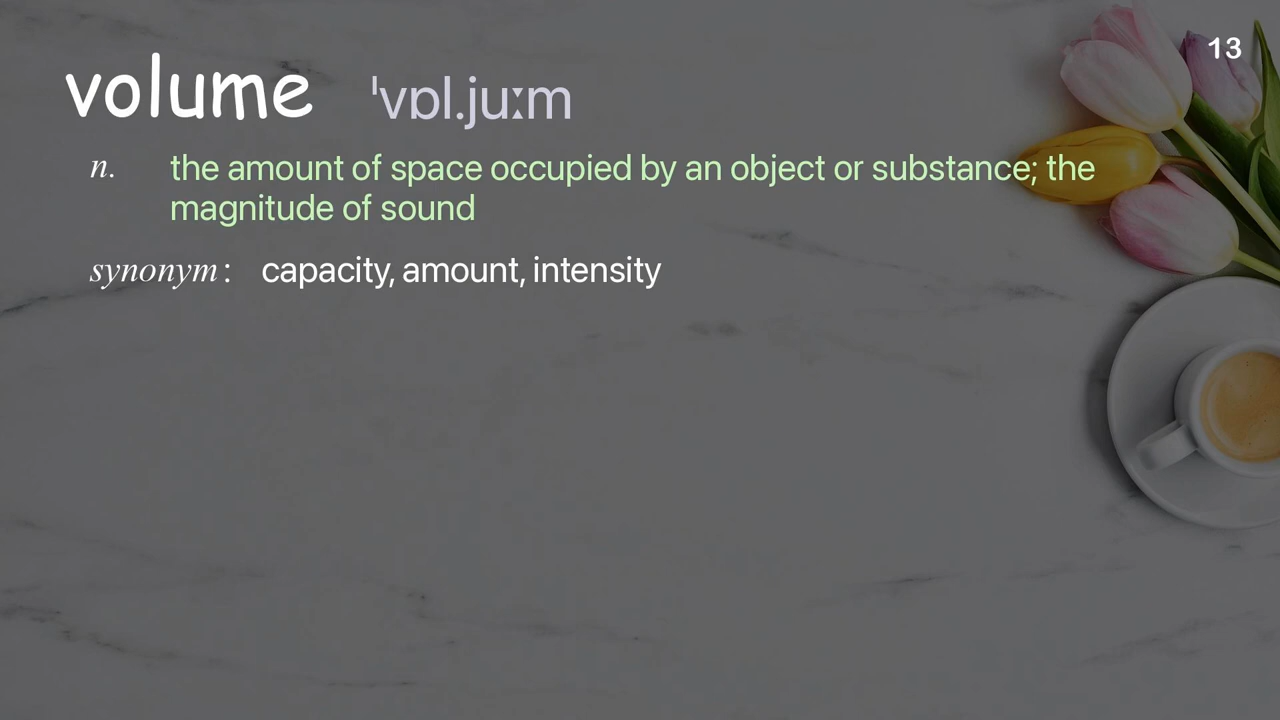 13
volume ˈvɒl.juːm
n. the amount of space occupied by an object or substance; the
magnitude of sound
synonym: capacity, amount, intensity